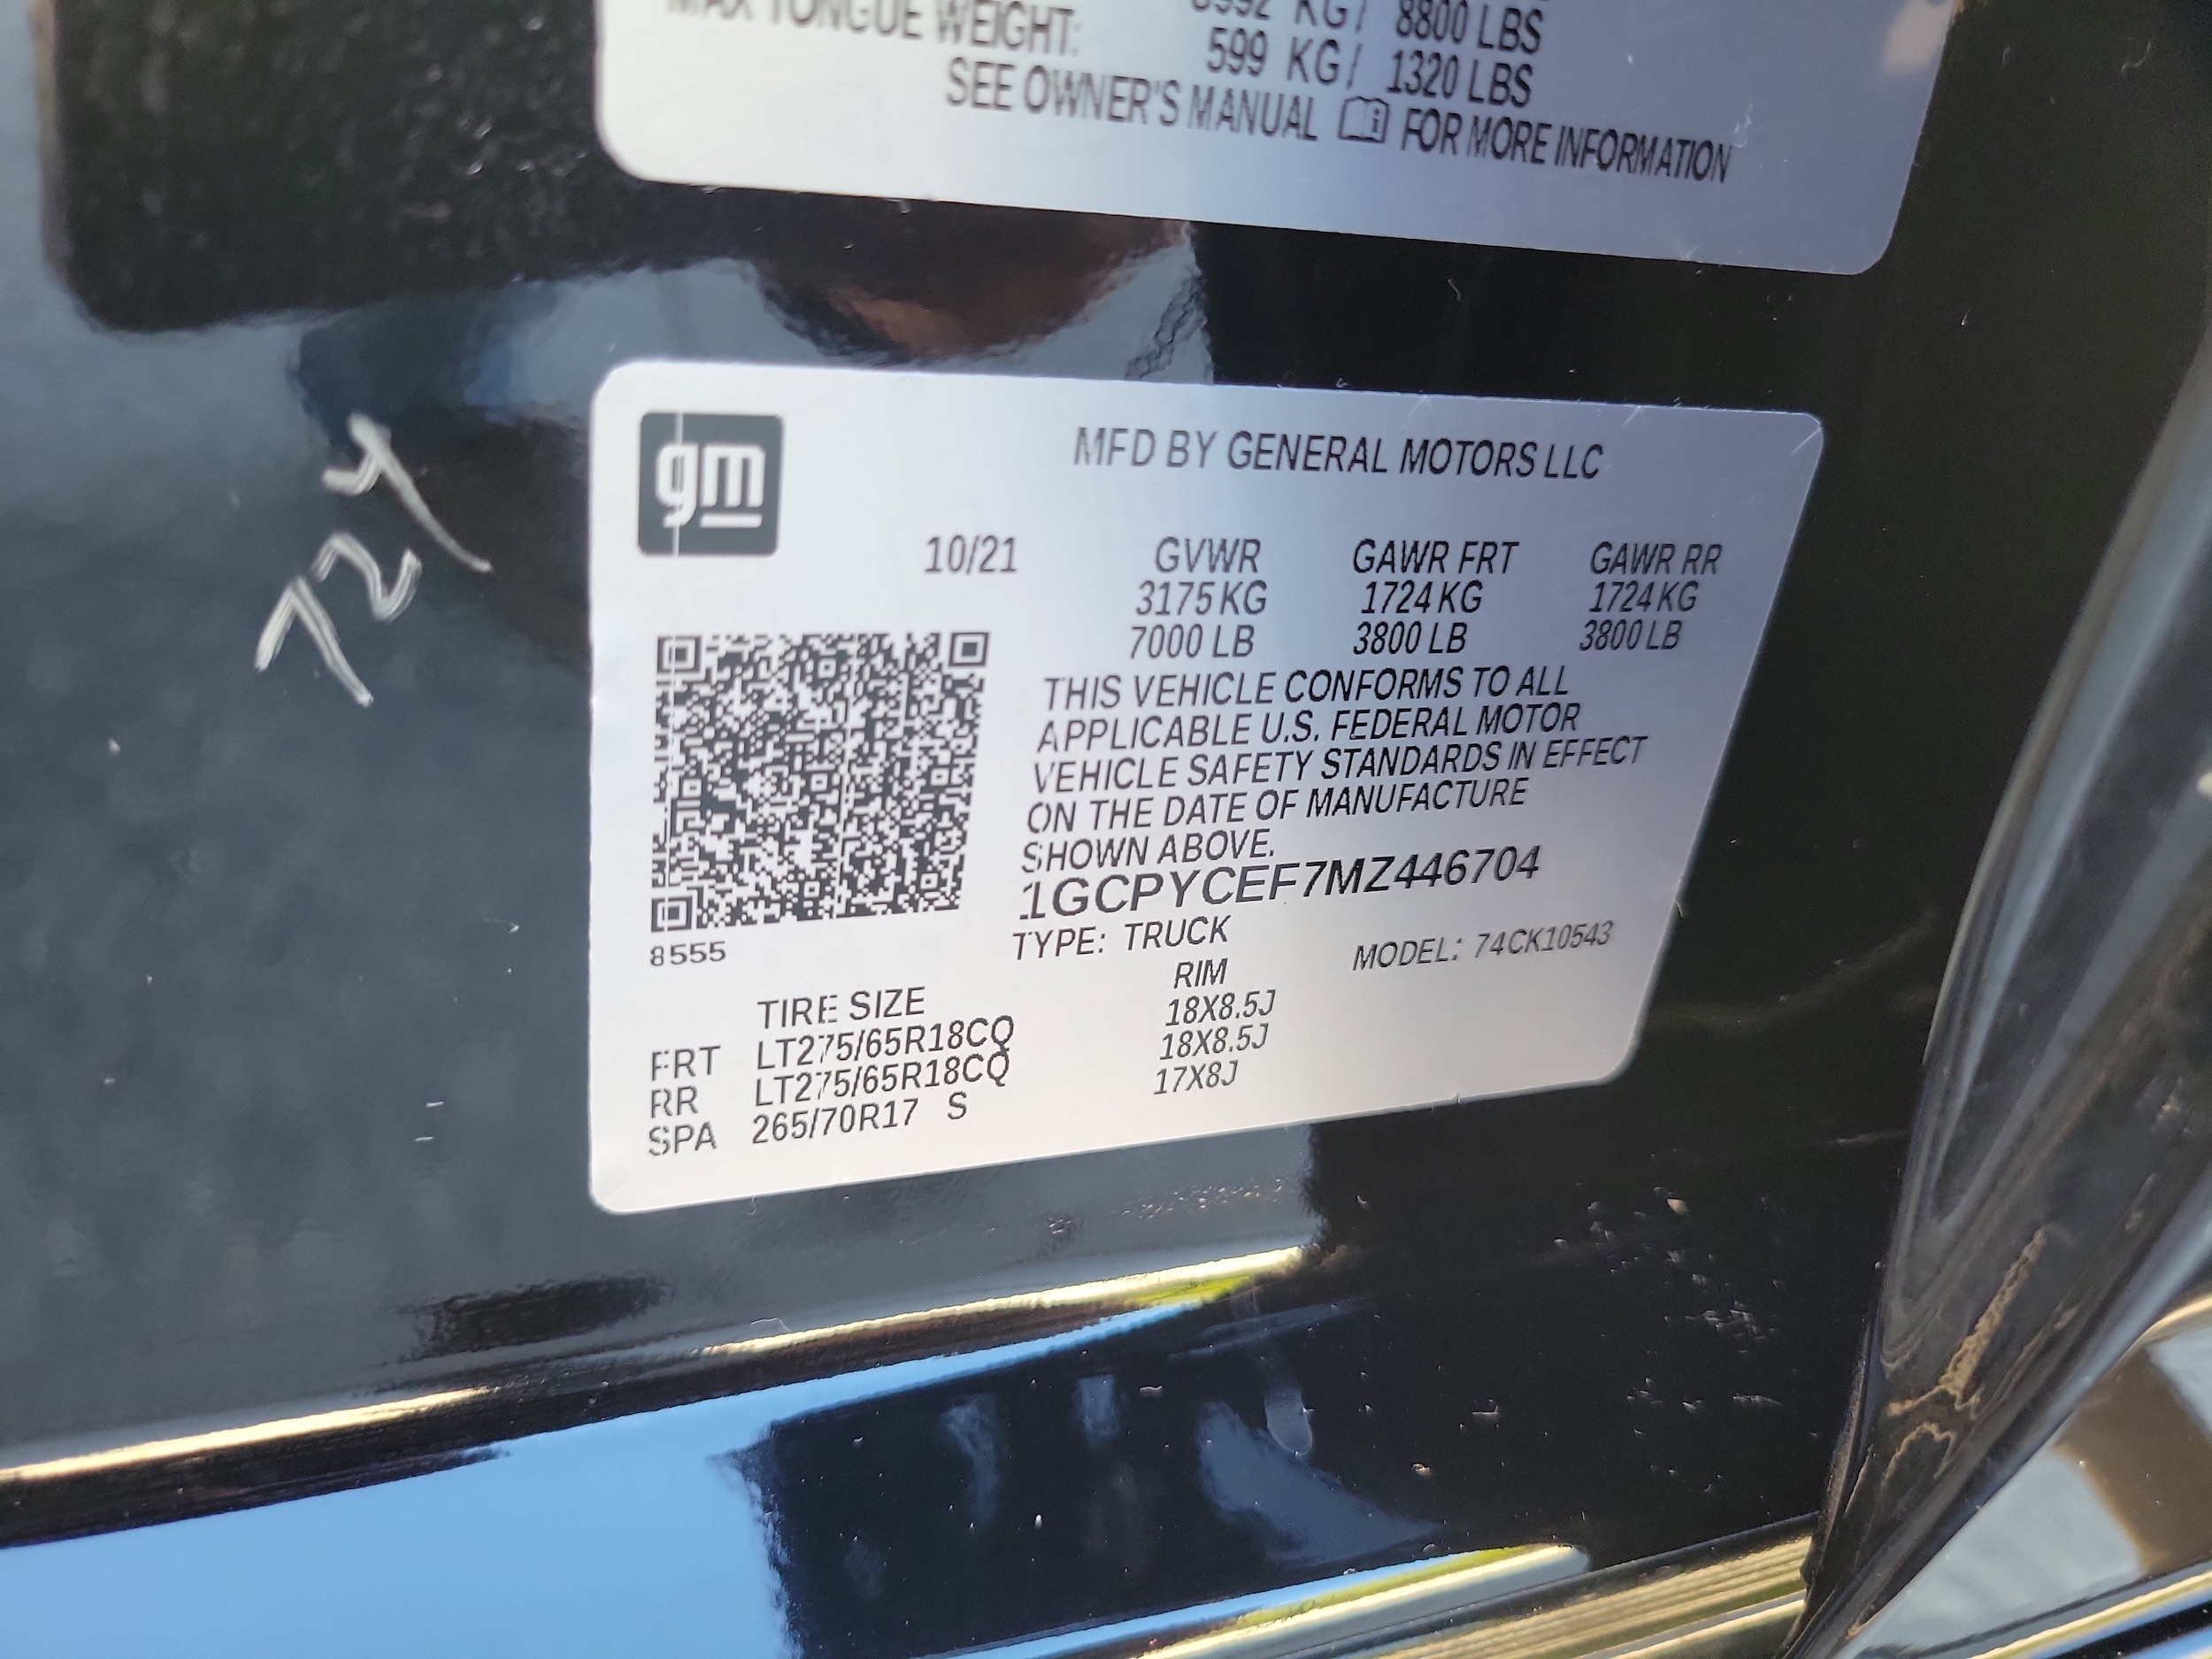 MAX TONGUE WEIGHT: 599 KG/ 1320 LBS
8800 LBS
SEE OWNER'S MANUAL FOR MORE INFORMATION
724
gm
MFD BY GENERAL MOTORS LLC
10/21 GVWR GAWR FRT GAWR RR
3175 KG 1724 KG 1724 KG
7000 LB 3800 LB 3800 LB
THIS VEHICLE CONFORMS TO ALL
APPLICABLE U.S. FEDERAL MOTOR
VEHICLE SAFETY STANDARDS IN EFFECT
ON THE DATE OF MANUFACTURE
SHOWN ABOVE.
1GCPYCEF7MZ446704
8555
TYPE: TRUCK MODEL: 74CK10543
TIRE SIZE RIM
FRT LT275/65R18CQ 18X8.5J
RR LT275/65R18CQ 18X8.5J
SPA 265/70R17 S 17X8J